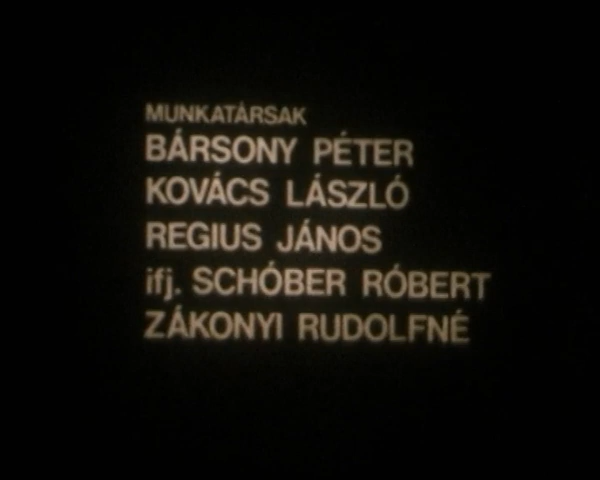 MUNKATÁRSAK
BÁRSONY PÉTER
KOVÁCS LÁSZLÓ
REGIUS JÁNOS
ifj. SCHÓBER RÓBERT
ZÁKONYI RUDOLFNÉ